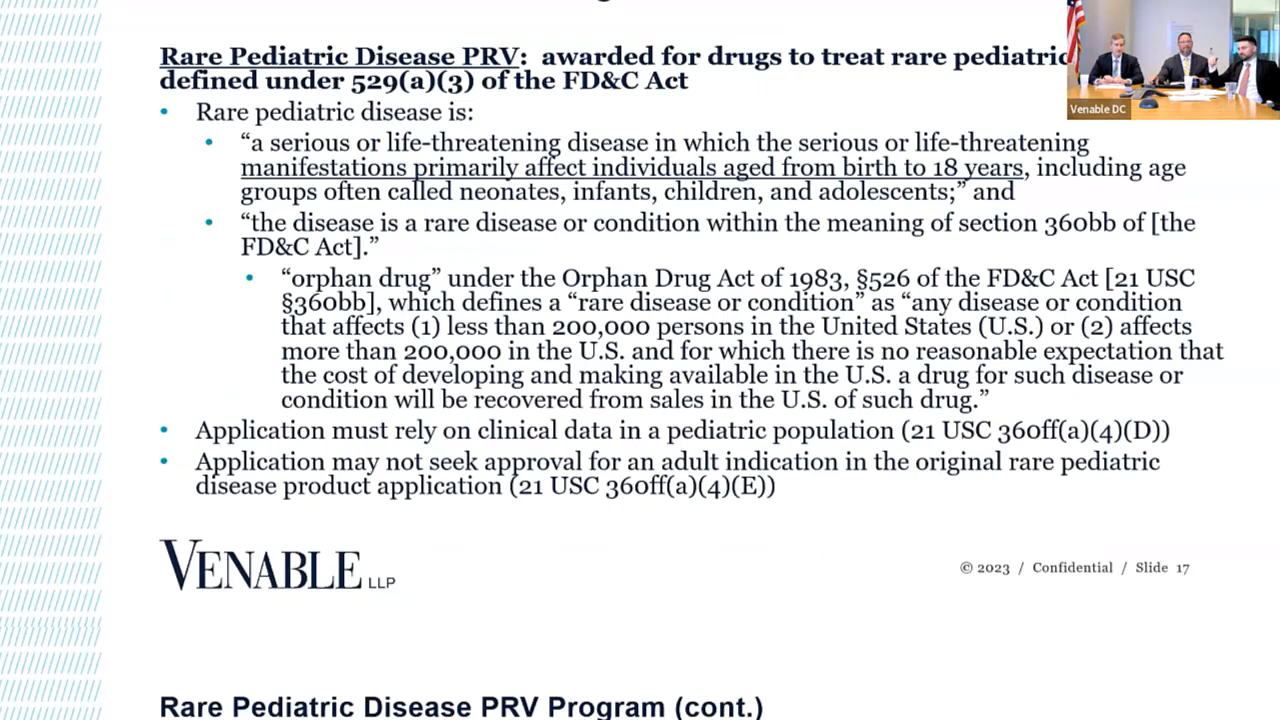 Rare Pediatric Disease PRV: awarded for drugs to treat rare pediatric
defined under 529(a)(3) of the FD&C Act
• Rare pediatric disease is:
• “a serious or life-threatening disease in which the serious or life-threatening
manifestations primarily affect individuals aged from birth to 18 years, including age
groups often called neonates, infants, children, and adolescents;” and
• “the disease is a rare disease or condition within the meaning of section 360bb of [the
FD&C Act].”
• “orphan drug” under the Orphan Drug Act of 1983, §526 of the FD&C Act [21 USC
§360bb], which defines a “rare disease or condition” as “any disease or condition
that affects (1) less than 200,000 persons in the United States (U.S.) or (2) affects
more than 200,000 in the U.S. and for which there is no reasonable expectation that
the cost of developing and making available in the U.S. a drug for such disease or
condition will be recovered from sales in the U.S. of such drug.”
• Application must rely on clinical data in a pediatric population (21 USC 360ff(a)(4)(D))
• Application may not seek approval for an adult indication in the original rare pediatric
disease product application (21 USC 360ff(a)(4)(E))
Venable DC
VENABLE LLP
© 2023 / Confidential / Slide 17
Rare Pediatric Disease PRV Program (cont.)